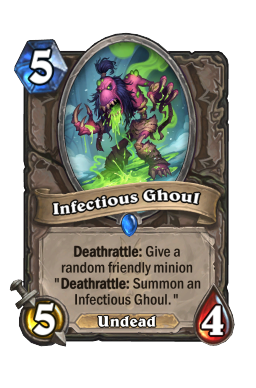 5
Infectious Ghoul
Deathrattle: Give a
random friendly minion
"Deathrattle: Summon an
Infectious Ghoul."
5
Undead
4